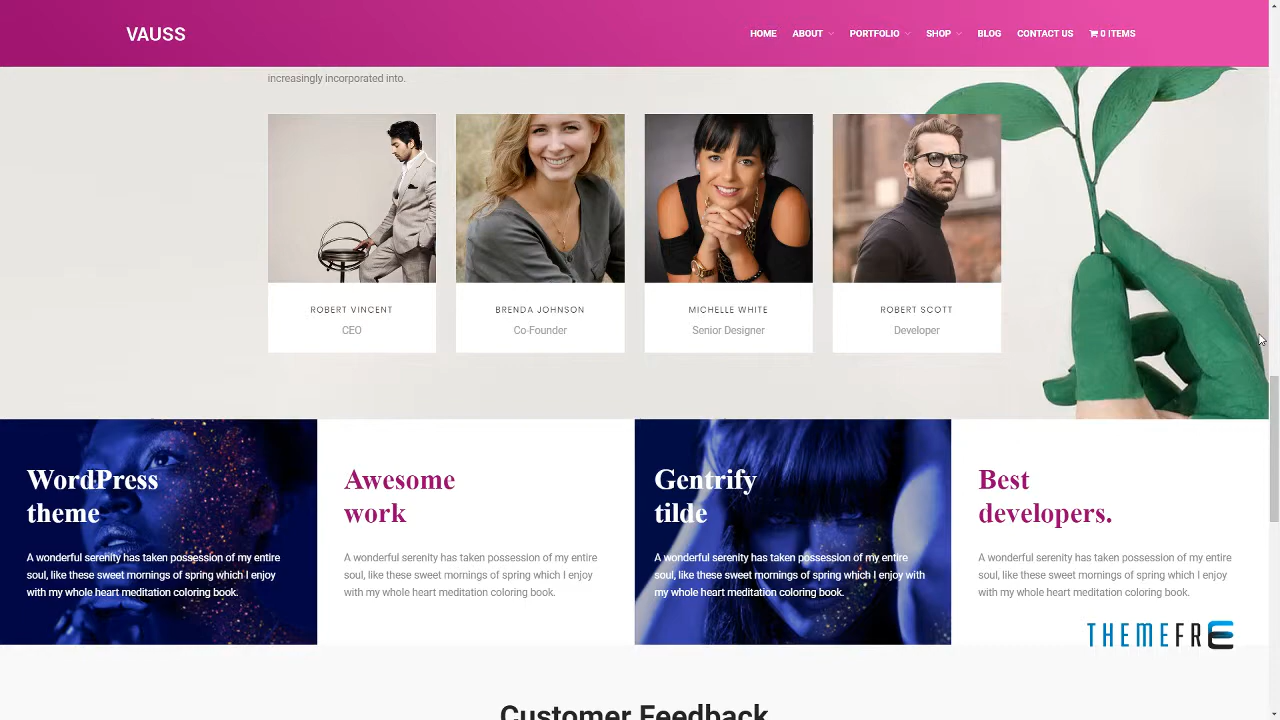 VAUSS
HOME ABOUT PORTFOLIO SHOP BLOG CONTACT US 0 ITEMS
increasingly incorporated into.
ROBERT VINCENT
CEO
BRENDA JOHNSON
Co-Founder
MICHELLE WHITE
Senior Designer
ROBERT SCOTT
Developer
WordPress
theme
A wonderful serenity has taken possession of my entire
soul, like these sweet mornings of spring which I enjoy
with my whole heart meditation coloring book.
Awesome
work
A wonderful serenity has taken possession of my entire
soul, like these sweet mornings of spring which I enjoy
with my whole heart meditation coloring book.
Gentrify
tilde
A wonderful serenity has taken possession of my entire
soul, like these sweet mornings of spring which I enjoy with
my whole heart meditation coloring book.
Best
developers.
A wonderful serenity has taken possession of my entire
soul, like these sweet mornings of spring which I enjoy
with my whole heart meditation coloring book.
THEMEFRE
Customer Feedback